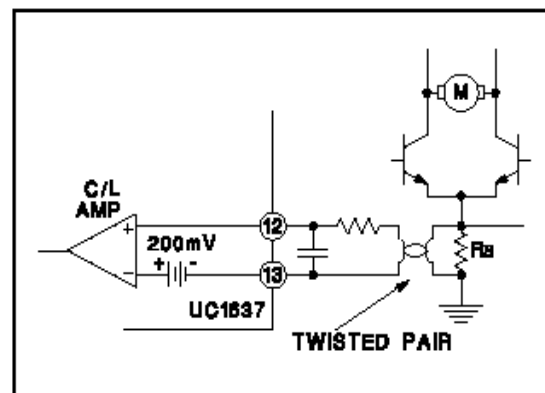 M
C/L
AMP
+
200mV
12
+ -
Rs
-
13
UC1637
TWISTED PAIR